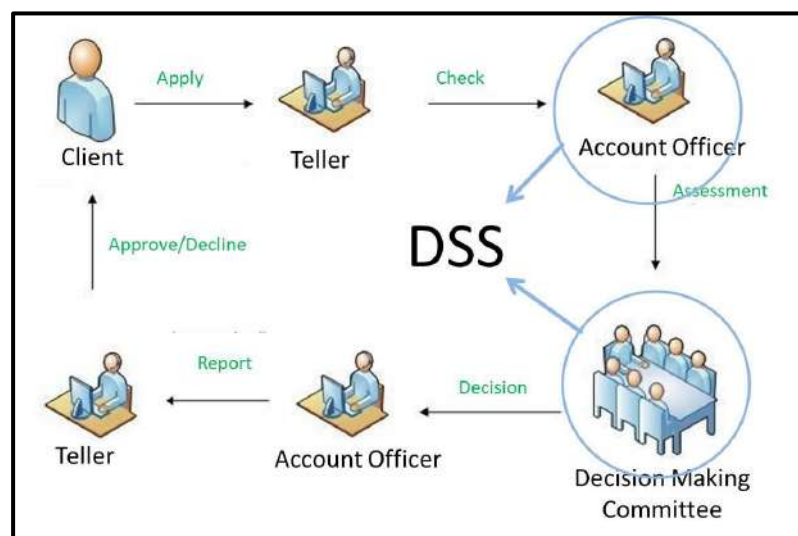 Apply
Check
Client
Teller
Account Officer
Assessment
Approve/Decline
DSS
Report
Decision
Teller
Account Officer
Decision Making
Committee